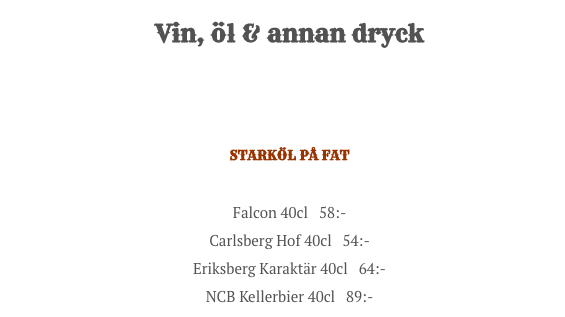 Vin, öl & annan dryck
STARKÖL PÅ FAT
Falcon 40cl   58:-
Carlsberg Hof 40cl   54:-
Eriksberg Karaktär 40cl   64:-
NCB Kellerbier 40cl   89:-